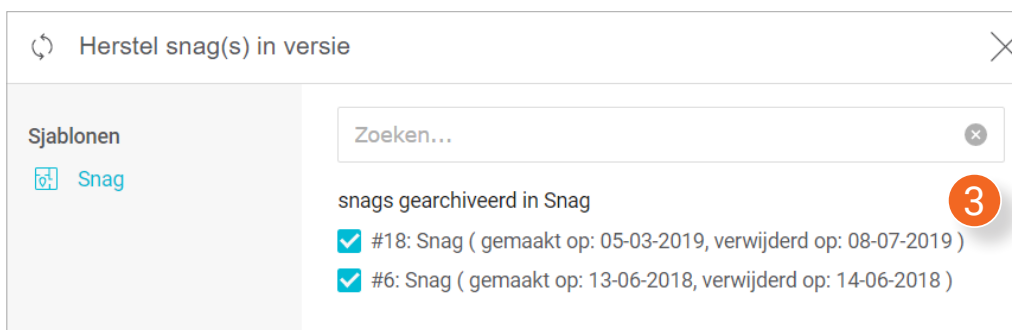 Herstel snag(s) in versie
Sjablonen
Snag
Zoeken...
snags gearchiveerd in Snag
3
#18: Snag ( gemaakt op: 05-03-2019, verwijderd op: 08-07-2019 )
#6: Snag ( gemaakt op: 13-06-2018, verwijderd op: 14-06-2018 )